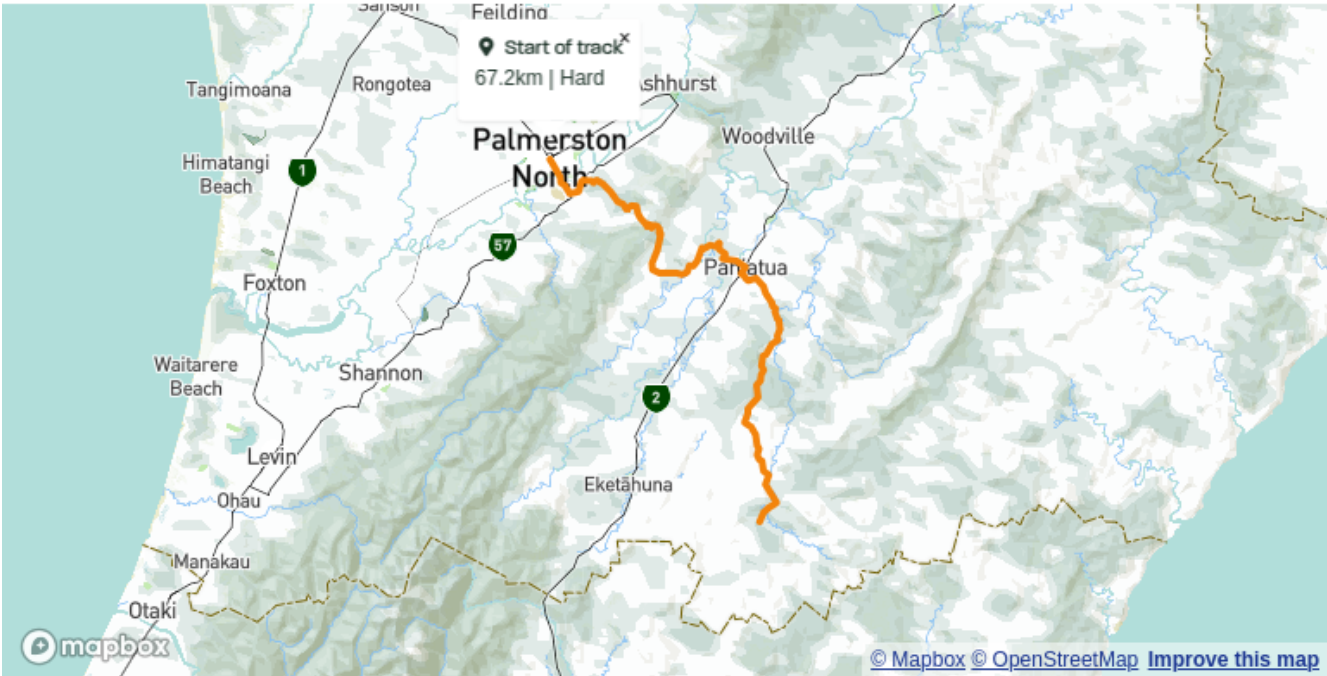 Sanson
Feilding
Start of track
×
67.2km | Hard
Tangimoana
Rongotea
Ashhurst
Palmerston
North
Woodville
Himatangi
Beach
1
57
Foxton
Pahiatua
Waitarere
Beach
Shannon
2
Levin
Eketāhuna
Ohau
Manakau
Otaki
mapbox
© Mapbox © OpenStreetMap Improve this map